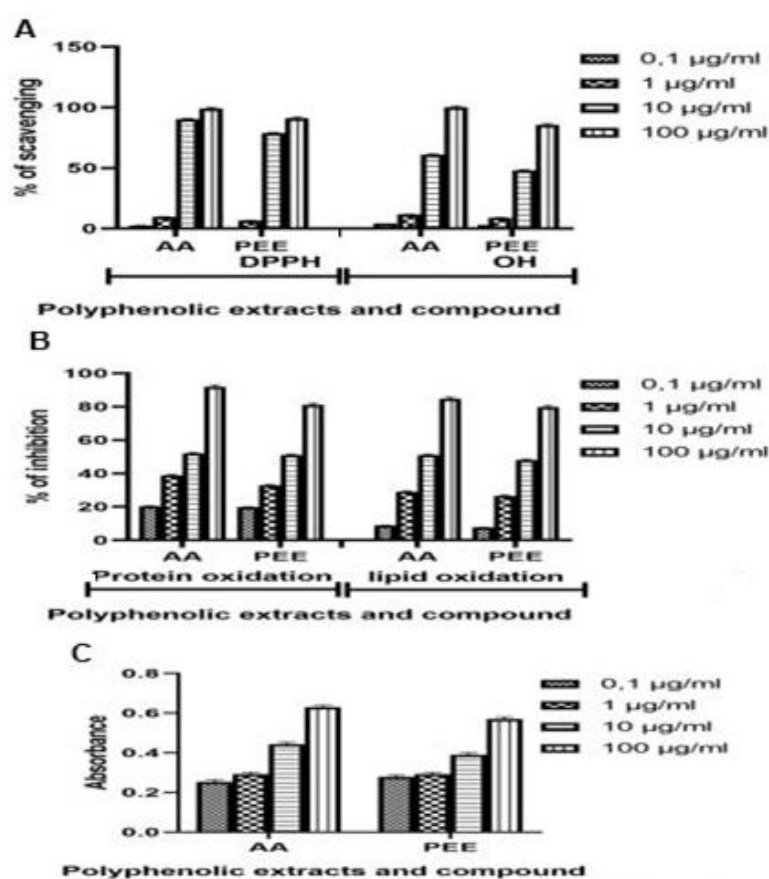 A
150
100
50
0
% of scavenging
AA PEE AA PEE
DPPH OH
Polyphenolic extracts and compound
0,1 µg/ml
1 µg/ml
10 µg/ml
100 µg/ml
B
100
80
60
40
20
0
% of inhibition
AA PEE AA PEE
Protein oxidation lipid oxidation
Polyphenolic extracts and compound
0,1 µg/ml
1 µg/ml
10 µg/ml
100 µg/ml
C
0.8
0.6
0.4
0.2
0.0
Absorbance
AA PEE
Polyphenolic extracts and compound
0,1 µg/ml
1 µg/ml
10 µg/ml
100 µg/ml